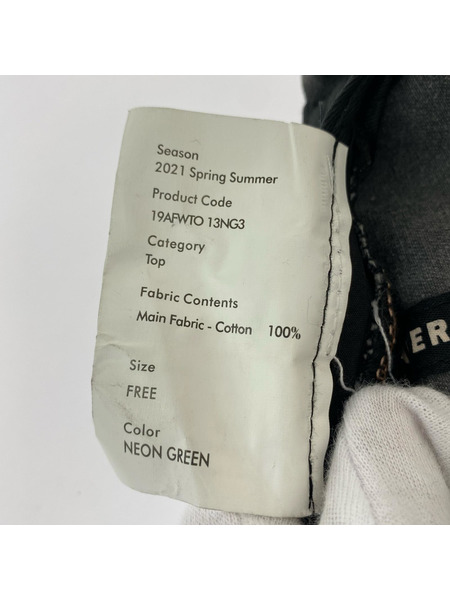 Season
2021 Spring Summer
Product Code
19AFWTO 13NG3
Category
Top
Fabric Contents
Main Fabric - Cotton 100%
Size
FREE
Color
NEON GREEN